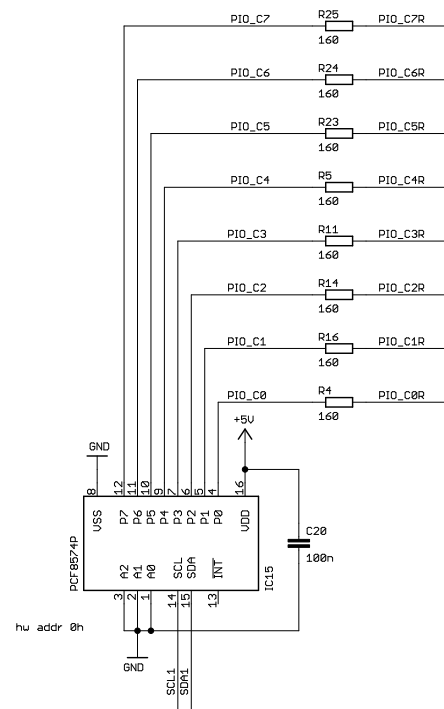 PIO_C7 R25 PIO_C7R
160
PIO_C6 R24 PIO_C6R
160
PIO_C5 R23 PIO_C5R
160
PIO_C4 R5 PIO_C4R
160
PIO_C3 R11 PIO_C3R
160
PIO_C2 R14 PIO_C2R
160
PIO_C1 R16 PIO_C1R
160
PIO_C0 R4 PIO_C0R
160
+5V
GND
8 12 11 10 9 7 6 5 4 16
VSS P7 P6 P5 P4 P3 P2 P1 P0 VDD
PCF8574P
A2 A1 A0 SCL SDA INT
IC15
3 2 1 14 15 13
C20
100n
hw addr 0h
GND
SCL1
SDA1